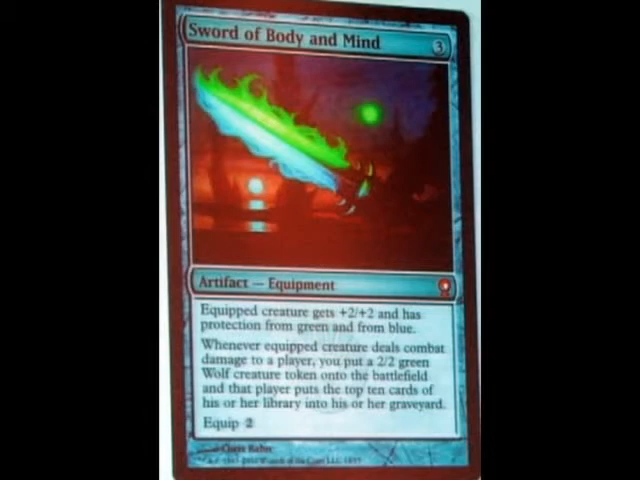 Sword of Body and Mind
3
Artifact — Equipment
Equipped creature gets +2/+2 and has
protection from green and from blue.
Whenever equipped creature deals combat
damage to a player, you put a 2/2 green
Wolf creature token onto the battlefield
and that player puts the top ten cards of
his or her library into his or her graveyard.
Equip 2
Chris Rahn